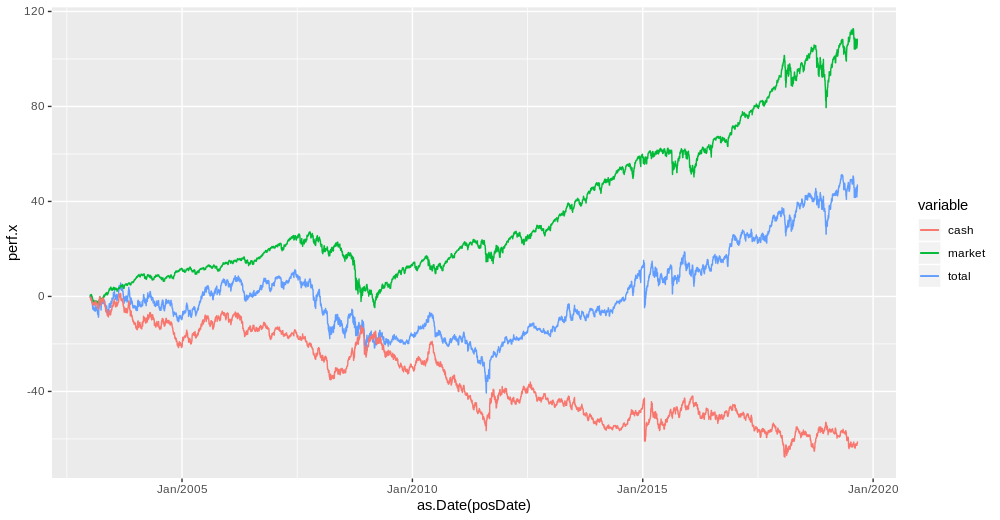 120
80
40
0
-40
perf.x
Jan/2005
Jan/2010
Jan/2015
Jan/2020
as.Date(posDate)
variable
cash
market
total